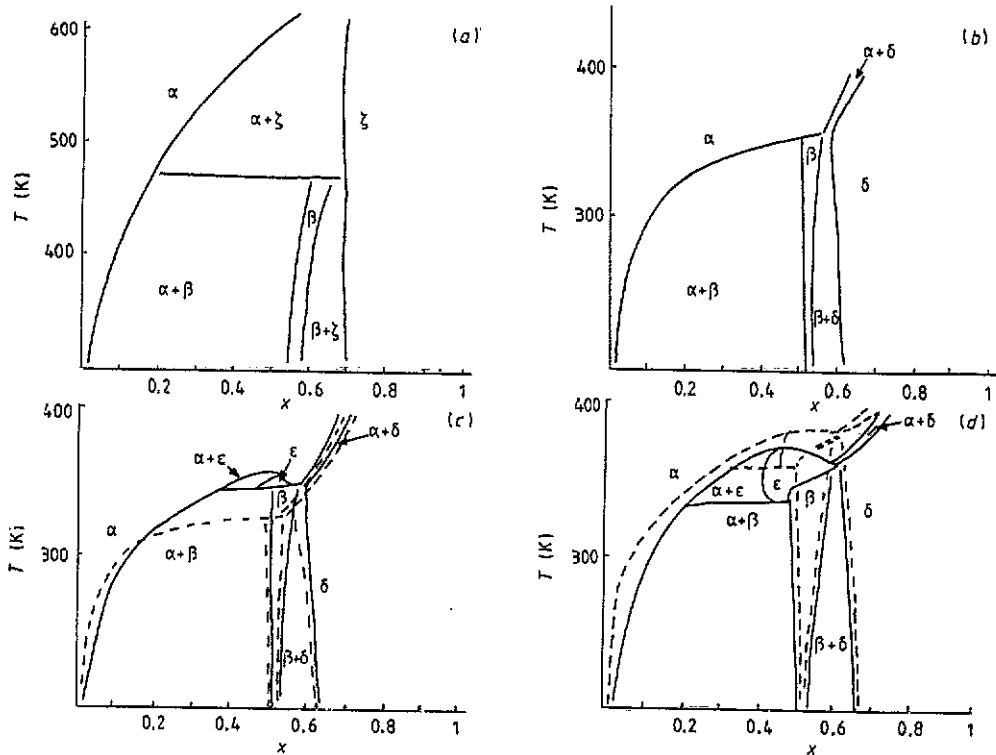 600
500
400
T (K)
(a)
α
α+ζ
ζ
α+β
β
β+ζ
0.2 0.4 0.6 0.8 1
x
400
300
T (K)
(b)
α+δ
α
β
δ
α+β
β+δ
0.2 0.4 0.6 0.8 1
x
400
300
T (K)
(c)
α+ε
ε
α+δ
α
β
α+β
δ
β+δ
0.2 0.4 0.6 0.8 1
x
400
300
T (K)
(d)
α+δ
α
α+ε
ε
β
α+β
δ
β+δ
0.2 0.4 0.6 0.8 1
x